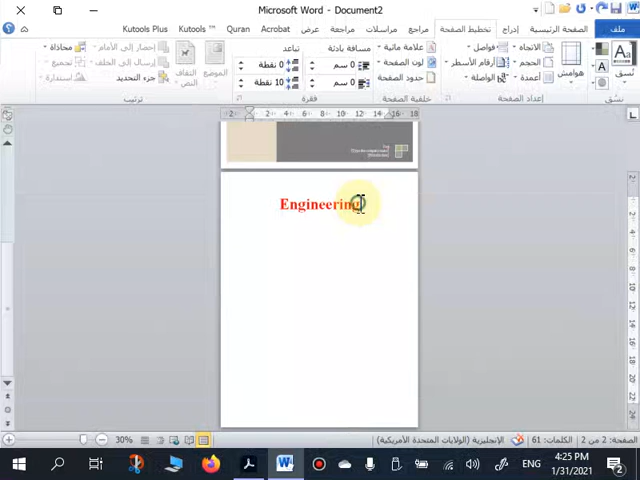 Microsoft Word - Document2
ملف
الصفحة الرئيسية
إدراج
تخطيط الصفحة
مراجع
مراسلات
مراجعة
عرض
Quran
Acrobat
Kutools ™
Kutools Plus
نسُق
هوامش
الاتجاه
الحجم
أعمدة
فواصل
أرقام الأسطر
الواصلة
علامة مائية
لون الصفحة
حدود الصفحة
مسافة بادئة
0 سم
0 سم
تباعد
0 نقطة
10 نقطة
الموضع
التفاف النص
إحضار إلى الأمام
إرسال إلى الخلف
جزء التحديد
محاذاة
تجميع
استدارة
نسُق
إعداد الصفحة
خلفية الصفحة
فقرة
ترتيب
Engineering
الصفحة: 2 من 2
الكلمات: 61
الإنجليزية (الولايات المتحدة الأمريكية)
30%
ENG
4:25 PM
1/31/2021
2